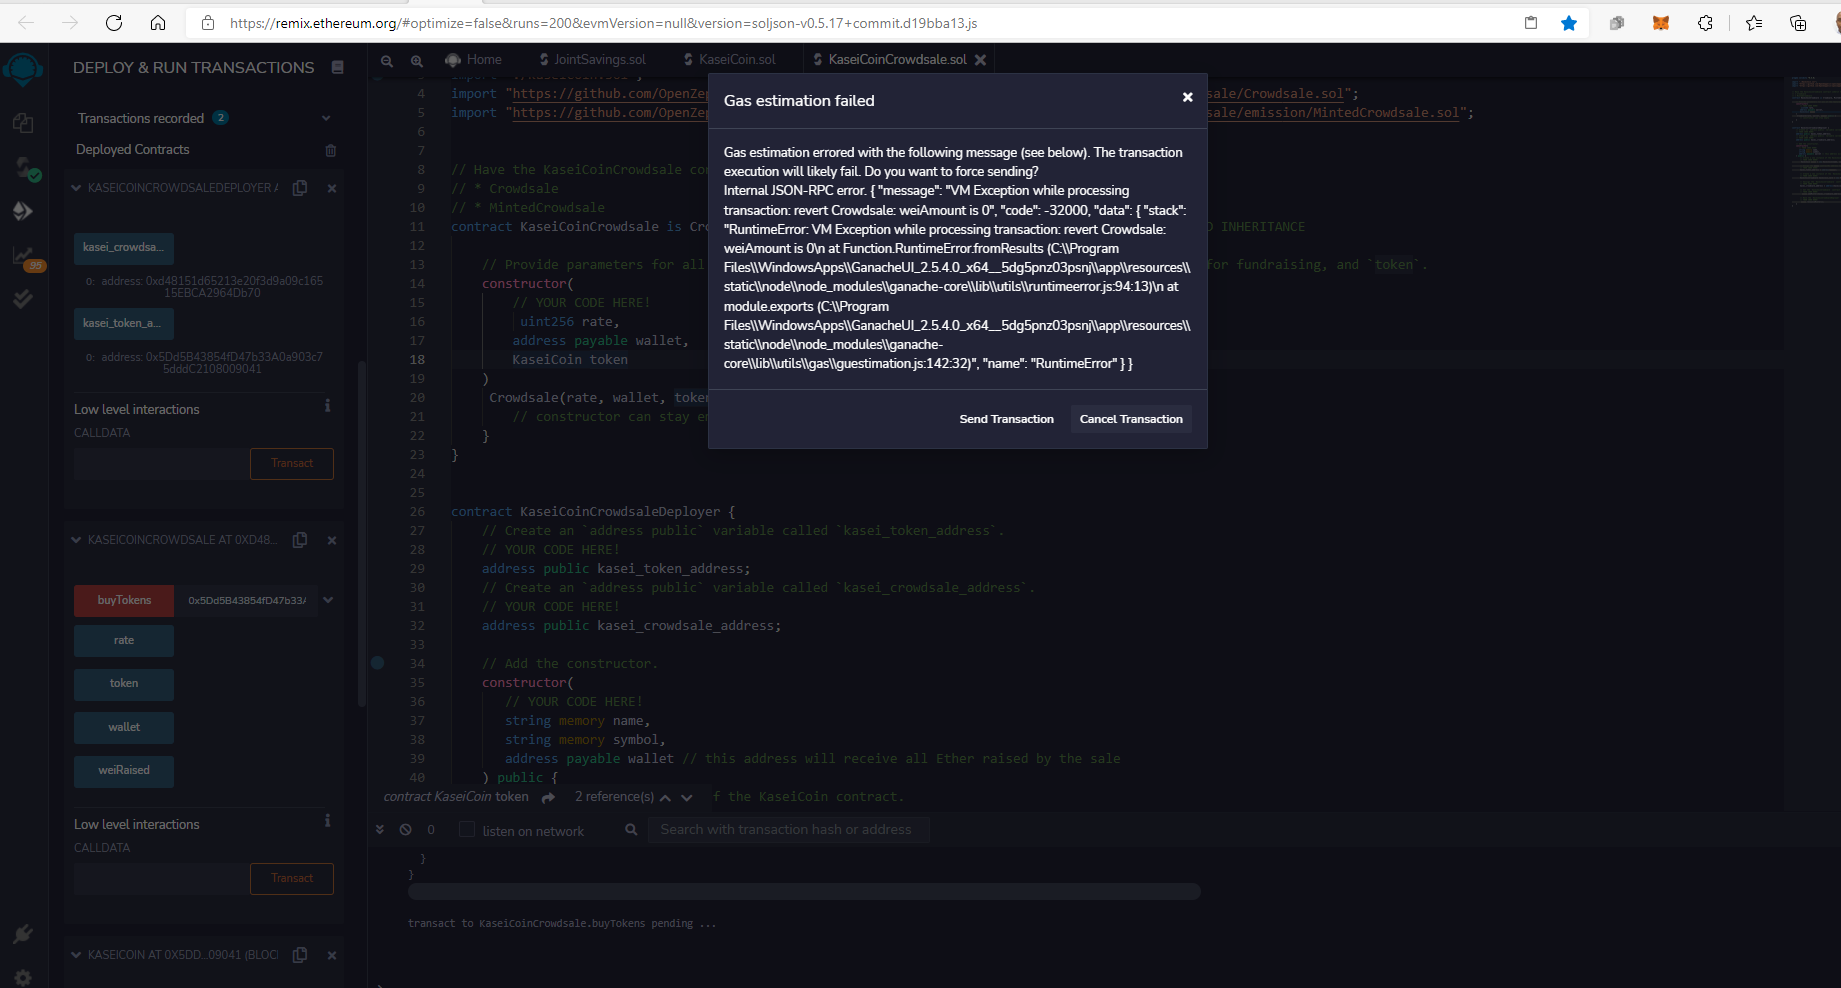 https://remix.ethereum.org/#optimize=false&runs=200&evmVersion=null&version=soljson-v0.5.17+commit.d19bba13.js
DEPLOY & RUN TRANSACTIONS
Transactions recorded 2
Deployed Contracts
KASEICOINCROWDSALEDEPLOYER A
kasei_crowdsa...
0: address: 0xd48151d65213e20f3d9a09c165
15EBCA2964Db70
kasei_token_a...
0: address: 0x5Dd5B43854fD47b33A0a903c7
5dddC2108009041
Low level interactions
CALLDATA
Transact
KASEICOINCROWDSALE AT 0XD48...
buyTokens 0x5Dd5B43854fD47b33
rate
token
wallet
weiRaised
Low level interactions
CALLDATA
Transact
KASEICOIN AT 0X5DD...09041 (BLOC
95
Home JointSavings.sol KaseiCoin.sol KaseiCoinCrowdsale.sol
4 import "https://github.com/OpenZep sale/Crowdsale.sol";
5 import "https://github.com/OpenZep sale/emission/MintedCrowdsale.sol";
6
7
8 // Have the KaseiCoinCrowdsale co
9 // * Crowdsale
10 // * MintedCrowdsale
11 contract KaseiCoinCrowdsale is Cro D INHERITANCE
12
13 // Provide parameters for all for fundraising, and `token`.
14 constructor(
15 // YOUR CODE HERE!
16 uint256 rate,
17 address payable wallet,
18 KaseiCoin token
19 )
20 Crowdsale(rate, wallet, token
21 // constructor can stay e
22 }
23 }
24
25
26 contract KaseiCoinCrowdsaleDeployer {
27 // Create an `address public` variable called `kasei_token_address`.
28 // YOUR CODE HERE!
29 address public kasei_token_address;
30 // Create an `address public` variable called `kasei_crowdsale_address`.
31 // YOUR CODE HERE!
32 address public kasei_crowdsale_address;
33
34 // Add the constructor.
35 constructor(
36 // YOUR CODE HERE!
37 string memory name,
38 string memory symbol,
39 address payable wallet // this address will receive all Ether raised by the sale
40 ) public {
contract KaseiCoin token 2 reference(s) f the KaseiCoin contract.
0 listen on network Search with transaction hash or address
}
}
transact to KaseiCoinCrowdsale.buyTokens pending ...
Gas estimation failed
Gas estimation errored with the following message (see below). The transaction
execution will likely fail. Do you want to force sending?
Internal JSON-RPC error. { "message": "VM Exception while processing
transaction: revert Crowdsale: weiAmount is 0", "code": -32000, "data": { "stack":
"RuntimeError: VM Exception while processing transaction: revert Crowdsale:
weiAmount is 0\n at Function.RuntimeError.fromResults (C:\\Program
Files\\WindowsApps\\GanacheUI_2.5.4.0_x64__5dg5pnz03psnj\\app\\resources\\
static\\node\\node_modules\\ganache-core\\lib\\utils\\runtimeerror.js:94:13)\n at
module.exports (C:\\Program
Files\\WindowsApps\\GanacheUI_2.5.4.0_x64__5dg5pnz03psnj\\app\\resources\\
static\\node\\node_modules\\ganache-
core\\lib\\utils\\gas\\guestimation.js:142:32)", "name": "RuntimeError" } }
Send Transaction Cancel Transaction